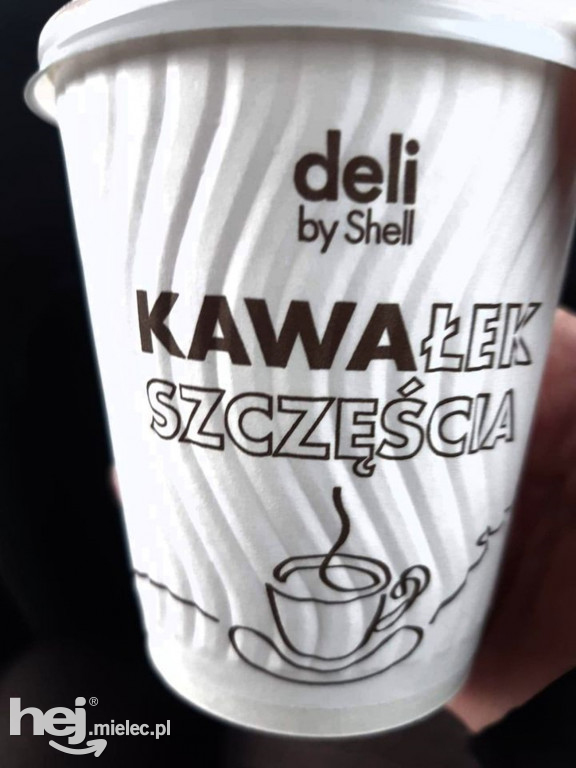 deli
by Shell
KAWAŁEK
SZCZĘŚCIA
hej®.mielec.pl